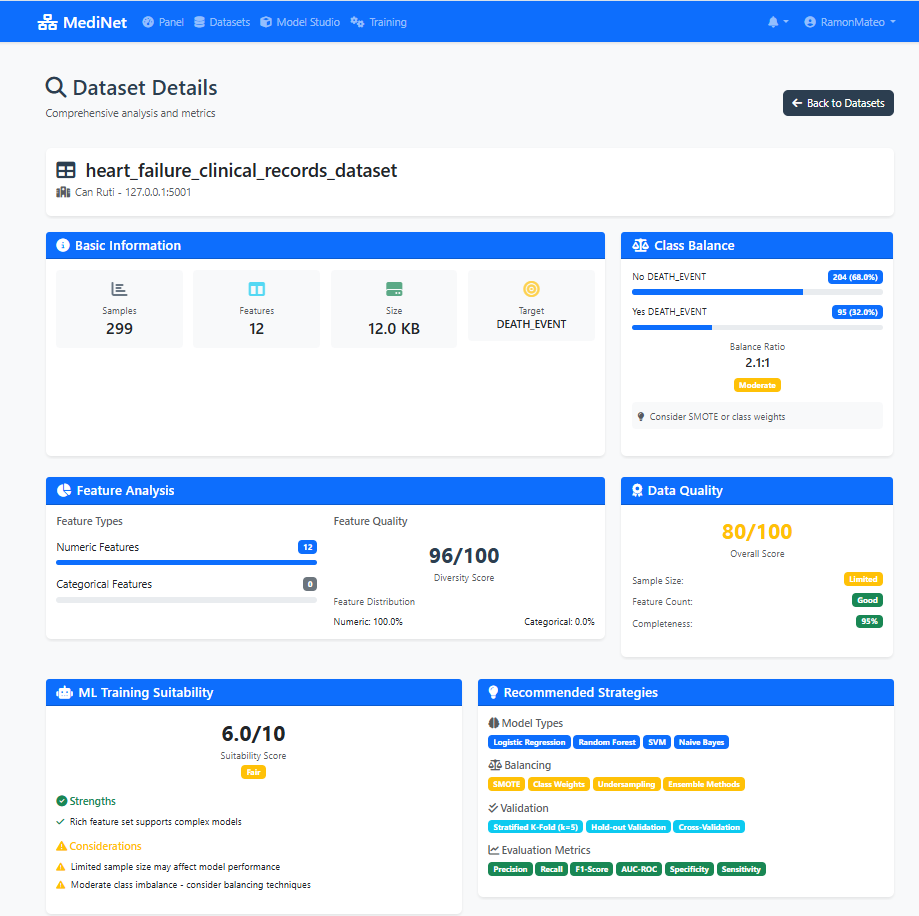 MediNet Panel Datasets Model Studio Training RamonMateo
Dataset Details
Comprehensive analysis and metrics
Back to Datasets
heart_failure_clinical_records_dataset
Can Ruti - 127.0.0.1:5001
Basic Information
Samples
299
Features
12
Size
12.0 KB
Target
DEATH_EVENT
Class Balance
No DEATH_EVENT 204 (68.0%)
Yes DEATH_EVENT 95 (32.0%)
Balance Ratio
2.1:1
Moderate
Consider SMOTE or class weights
Feature Analysis
Feature Types
Numeric Features 12
Categorical Features 0
Feature Quality
96/100
Diversity Score
Feature Distribution
Numeric: 100.0% Categorical: 0.0%
Data Quality
80/100
Overall Score
Sample Size: Limited
Feature Count: Good
Completeness: 95%
ML Training Suitability
6.0/10
Suitability Score
Fair
Strengths
Rich feature set supports complex models
Considerations
Limited sample size may affect model performance
Moderate class imbalance - consider balancing techniques
Recommended Strategies
Model Types
Logistic Regression Random Forest SVM Naive Bayes
Balancing
SMOTE Class Weights Undersampling Ensemble Methods
Validation
Stratified K-Fold (k=5) Hold-out Validation Cross-Validation
Evaluation Metrics
Precision Recall F1-Score AUC-ROC Specificity Sensitivity